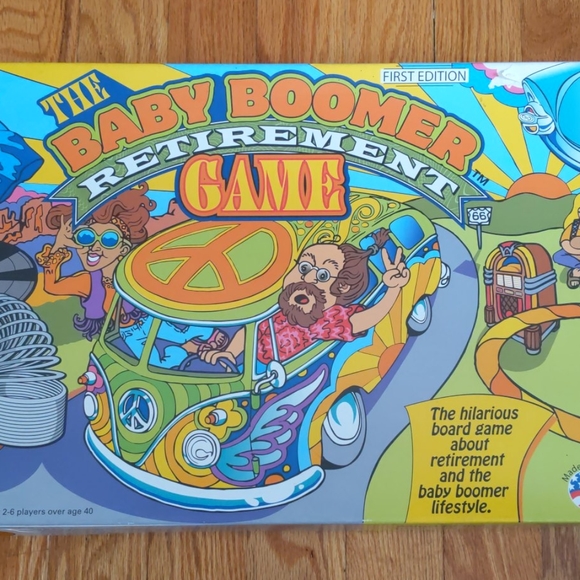 FIRST EDITION
THE
BABY BOOMER
RETIREMENT
GAME
TM
66
The hilarious
board game
about
retirement
and the
baby boomer
lifestyle.
Made
2-6 players over age 40